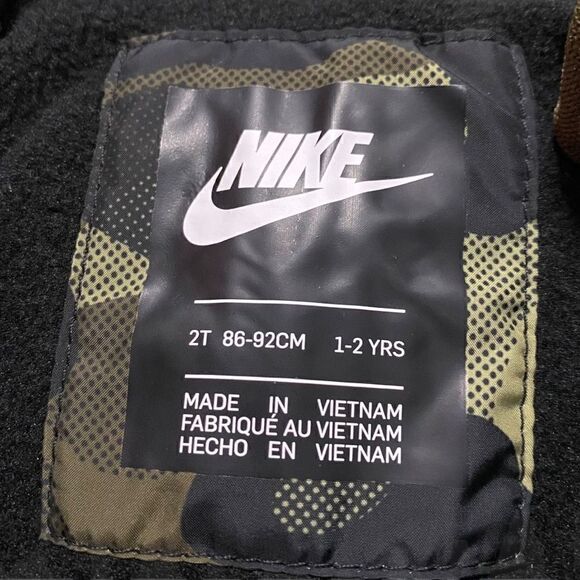 NIKE
2T 86-92CM 1-2 YRS
MADE IN VIETNAM
FABRIQUÉ AU VIETNAM
HECHO EN VIETNAM